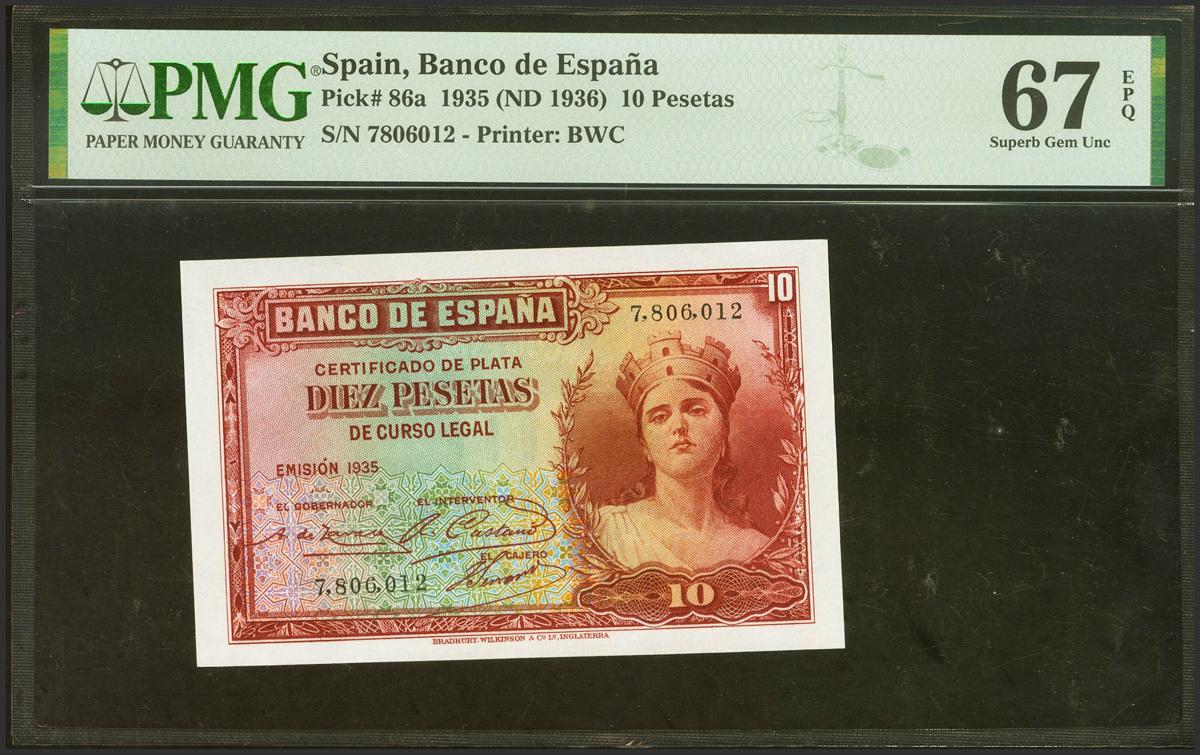 PMG®
PAPER MONEY GUARANTY
Spain, Banco de España
Pick# 86a 1935 (ND 1936) 10 Pesetas
S/N 7806012 - Printer: BWC
67
EPQ
Superb Gem Unc
10
BANCO DE ESPAÑA
7,806,012
CERTIFICADO DE PLATA
DIEZ PESETAS
DE CURSO LEGAL
EMISIÓN 1935
EL GOBERNADOR
EL INTERVENTOR
EL CAJERO
7,806,012
10
BRADBURY, WILKINSON & Cº Lᵈ, INGLATERRA